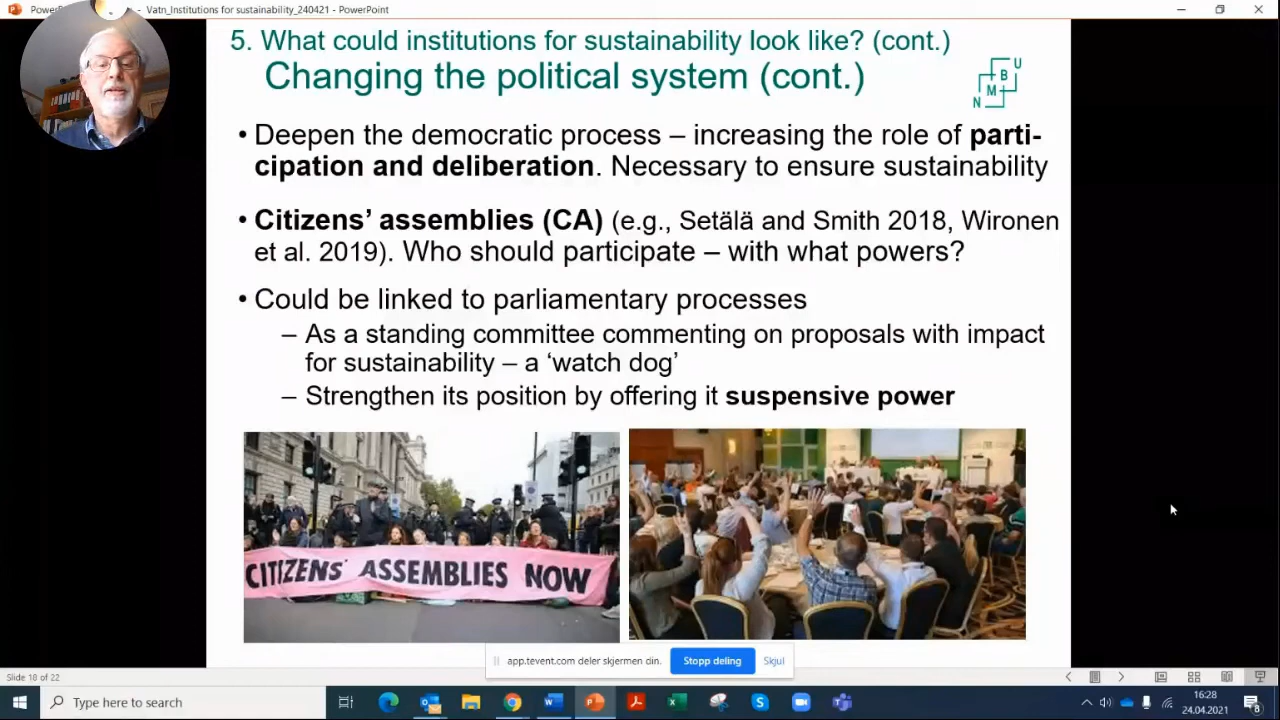 PowerP
- Vatn_Institutions for sustainability_240421 - PowerPoint
5. What could institutions for sustainability look like? (cont.)
Changing the political system (cont.)
U
B
M
N
• Deepen the democratic process – increasing the role of parti-
cipation and deliberation. Necessary to ensure sustainability
• Citizens’ assemblies (CA) (e.g., Setälä and Smith 2018, Wironen
et al. 2019). Who should participate – with what powers?
• Could be linked to parliamentary processes
– As a standing committee commenting on proposals with impact
for sustainability – a ‘watch dog’
– Strengthen its position by offering it suspensive power
CITIZENS' ASSEMBLIES NOW
app.tevent.com deler skjermen din.
Stopp deling
Skjul
Slide 18 of 22
Type here to search
16:28
24.04.2021
8